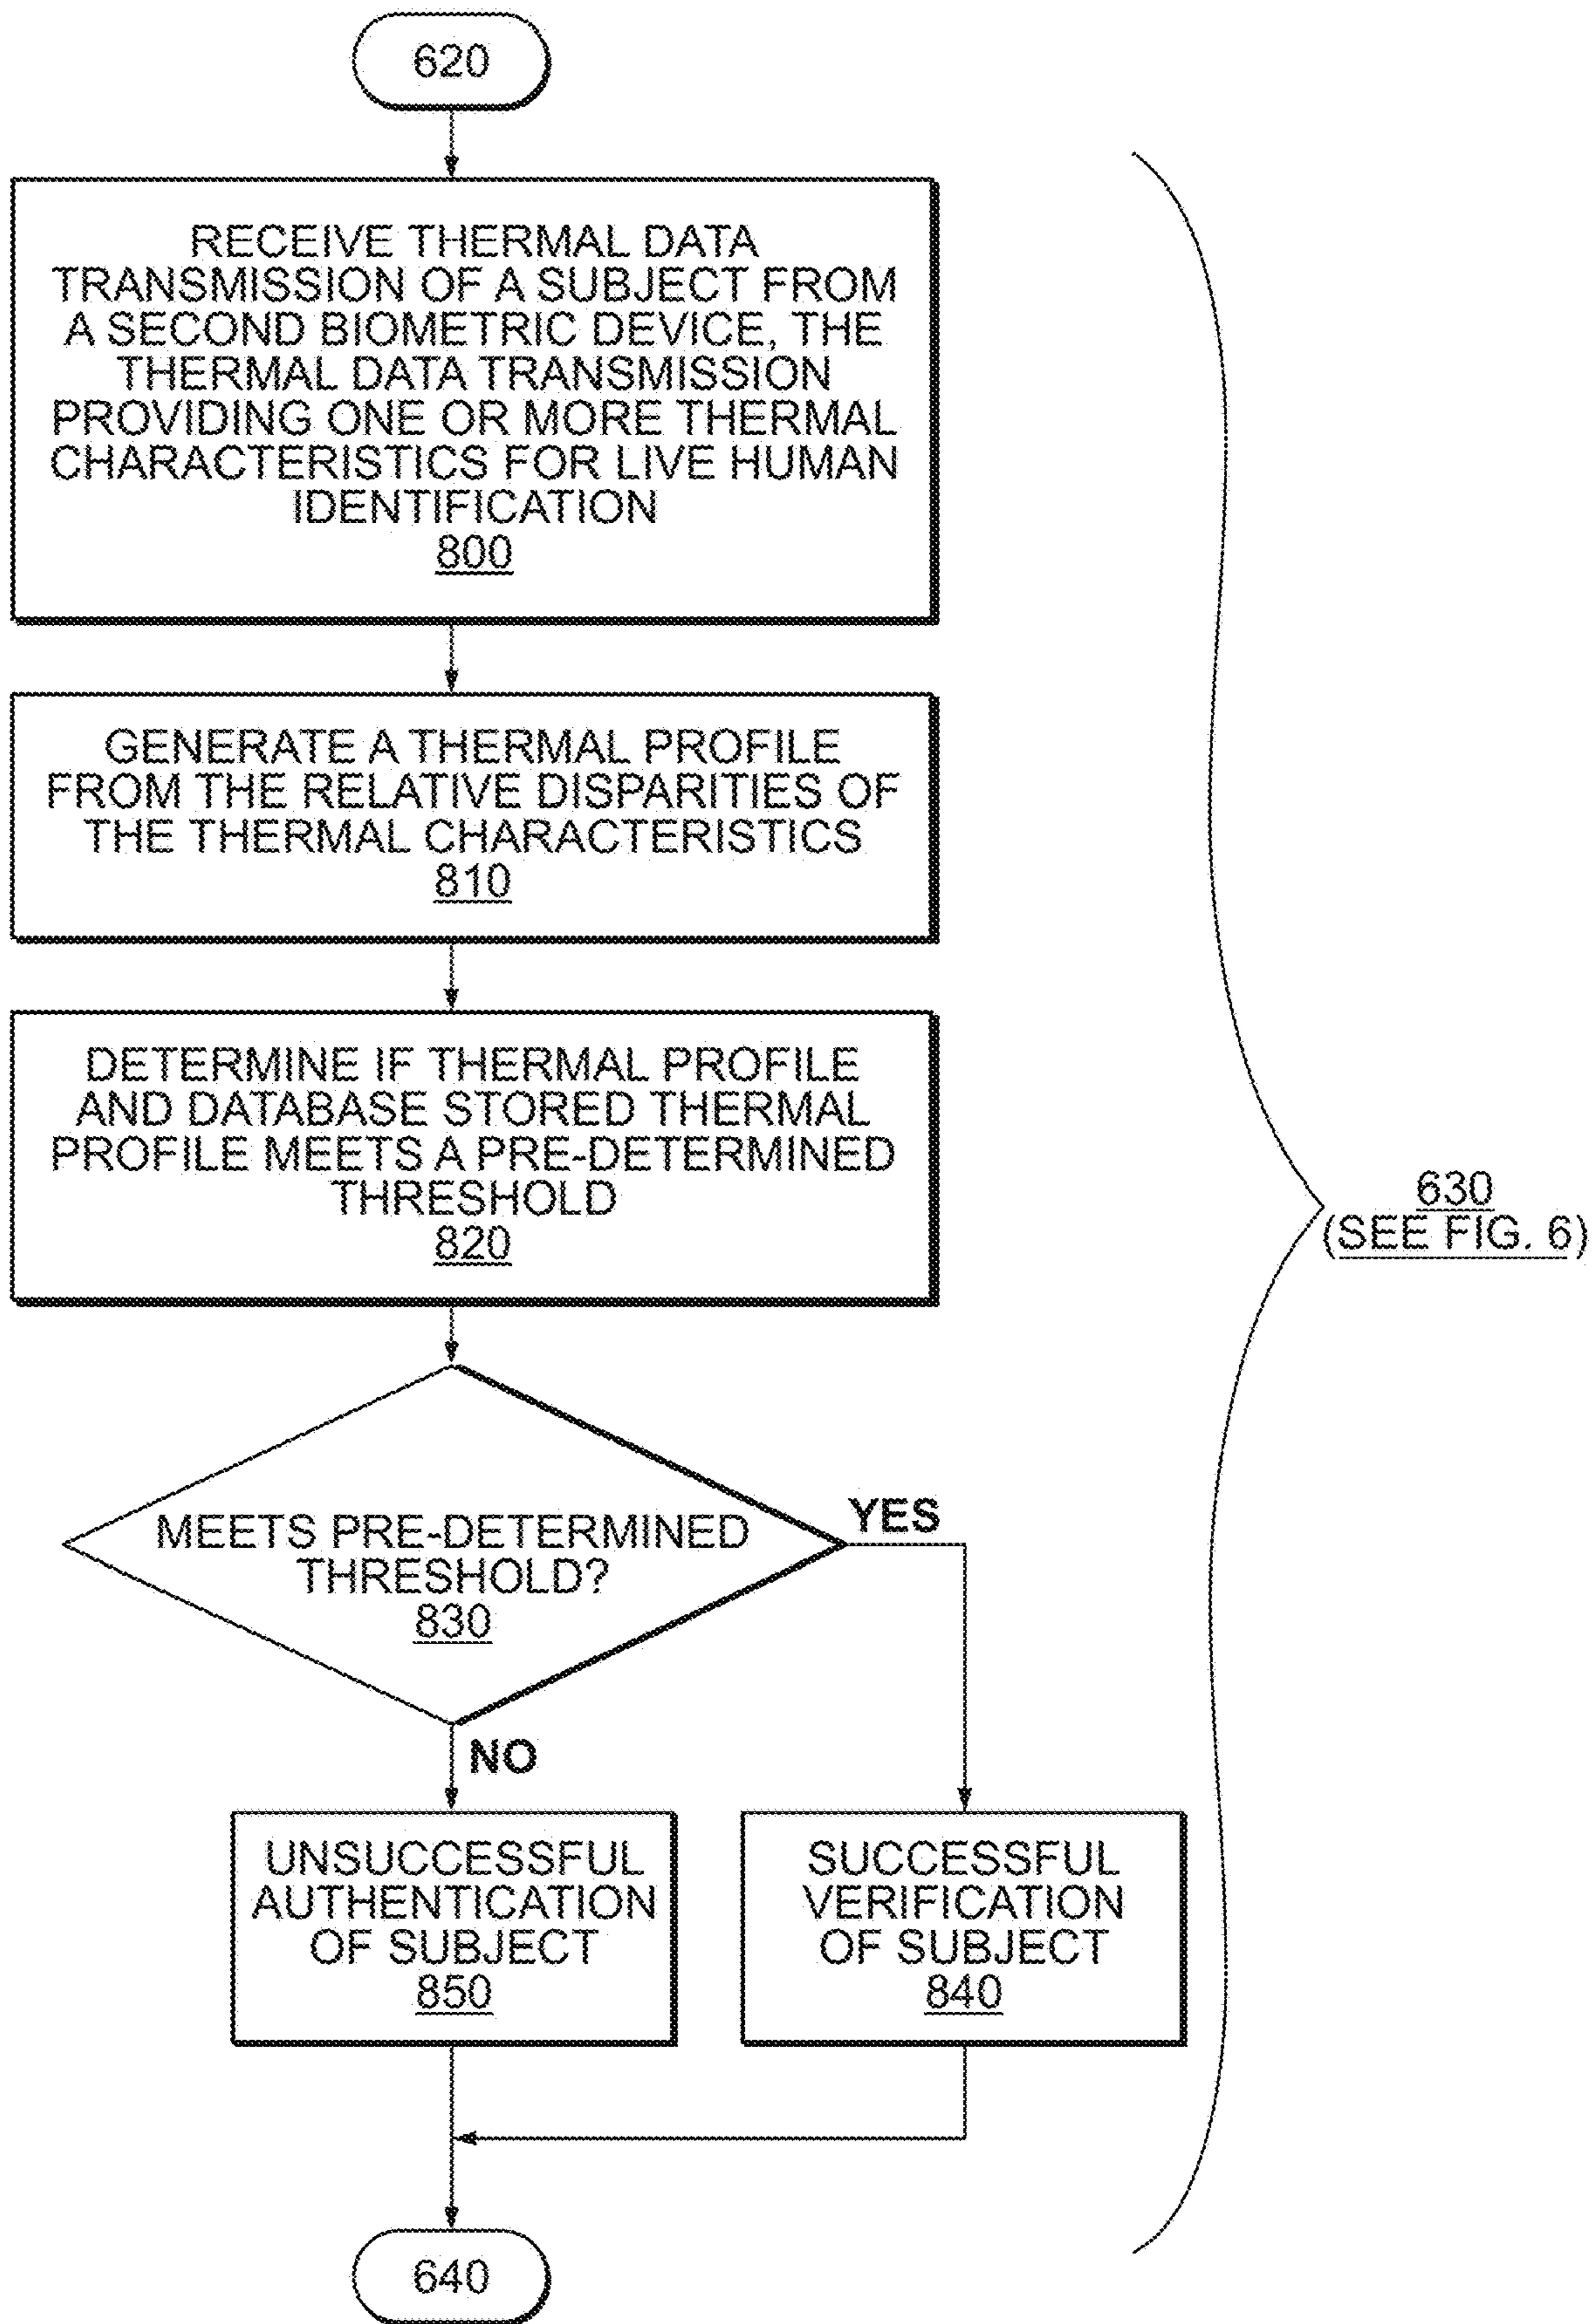 620
RECEIVE THERMAL DATA
TRANSMISSION OF A SUBJECT FROM
A SECOND BIOMETRIC DEVICE, THE
THERMAL DATA TRANSMISSION
PROVIDING ONE OR MORE THERMAL
CHARACTERISTICS FOR LIVE HUMAN
IDENTIFICATION
800
GENERATE A THERMAL PROFILE
FROM THE RELATIVE DISPARITIES OF
THE THERMAL CHARACTERISTICS
810
DETERMINE IF THERMAL PROFILE
AND DATABASE STORED THERMAL
PROFILE MEETS A PRE-DETERMINED
THRESHOLD
820
630
(SEE FIG. 6)
MEETS PRE-DETERMINED
THRESHOLD?
830
YES
NO
UNSUCCESSFUL
AUTHENTICATION
OF SUBJECT
850
SUCCESSFUL
VERIFICATION
OF SUBJECT
840
640